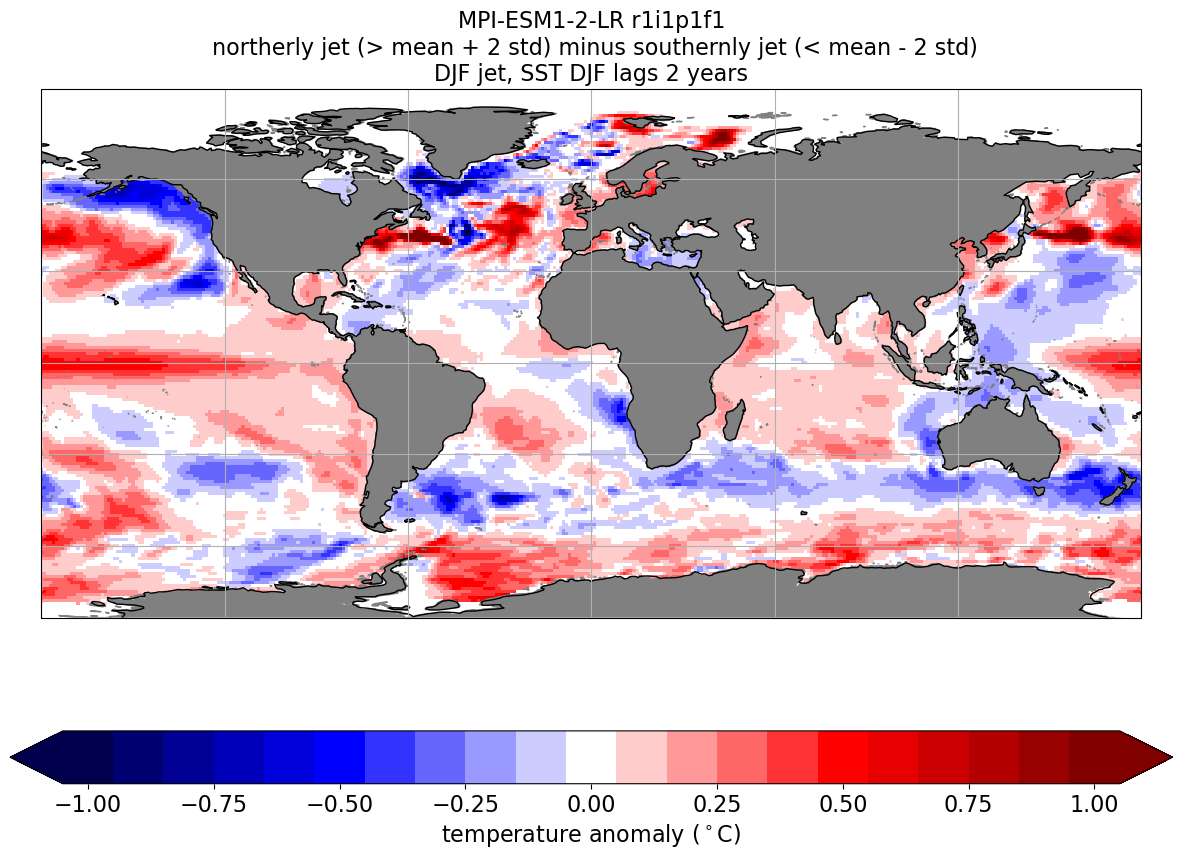 MPI-ESM1-2-LR r1i1p1f1
northerly jet (> mean + 2 std) minus southernly jet (< mean - 2 std)
DJF jet, SST DJF lags 2 years
−1.00 −0.75 −0.50 −0.25 0.00 0.25 0.50 0.75 1.00
temperature anomaly (°C)